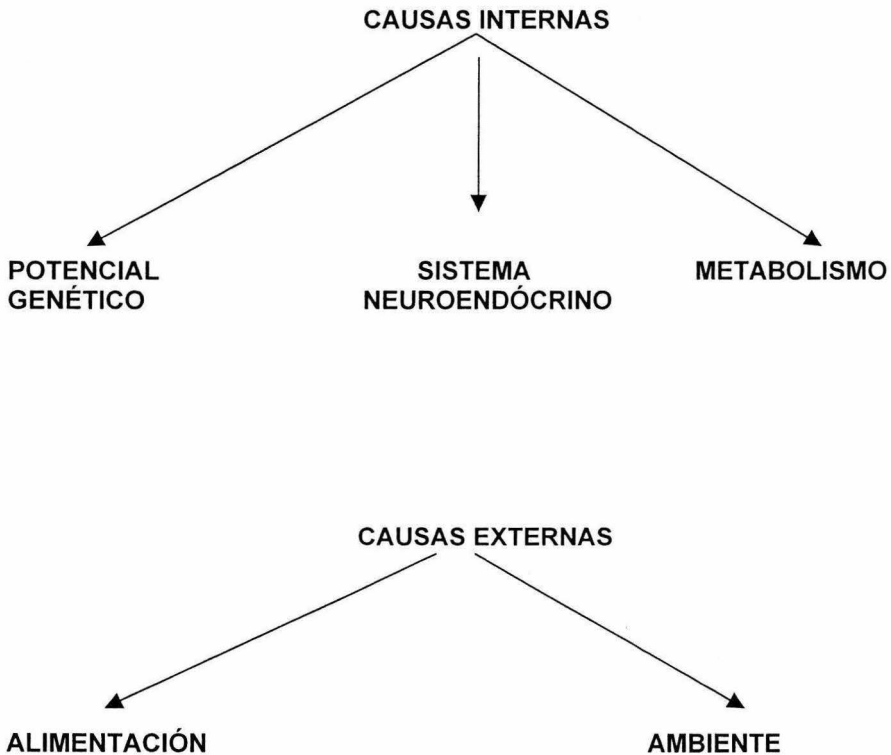 CAUSAS INTERNAS
POTENCIAL
GENÉTICO
SISTEMA
NEUROENDÓCRINO
METABOLISMO
CAUSAS EXTERNAS
ALIMENTACIÓN
AMBIENTE